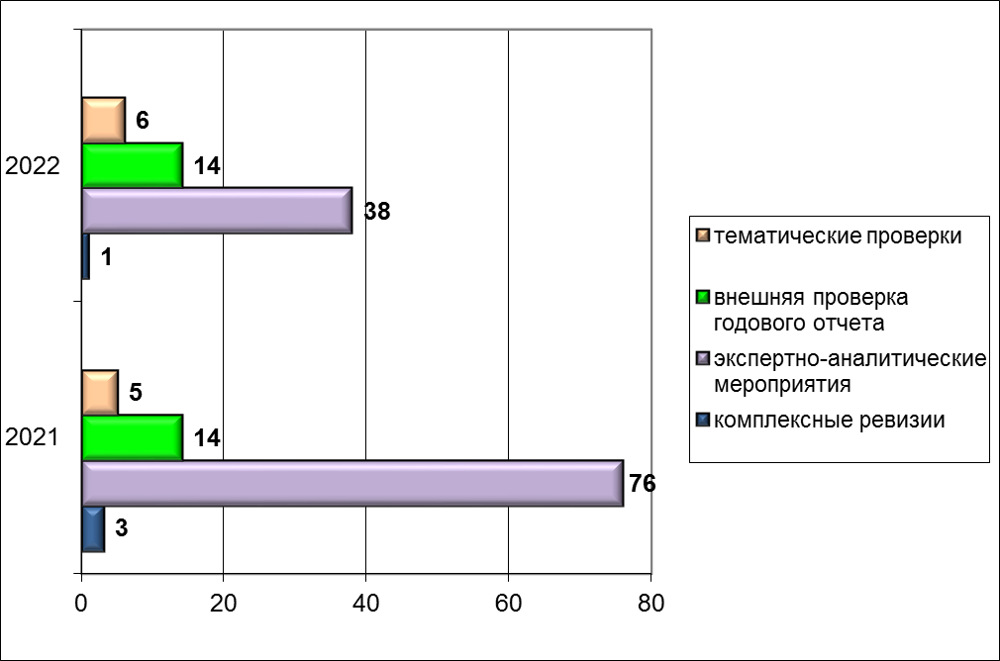 6
2022
14
38
1
5
2021
14
76
3
0 20 40 60 80
тематические проверки
внешняя проверка
годового отчета
экспертно-аналитические
мероприятия
комплексные ревизии